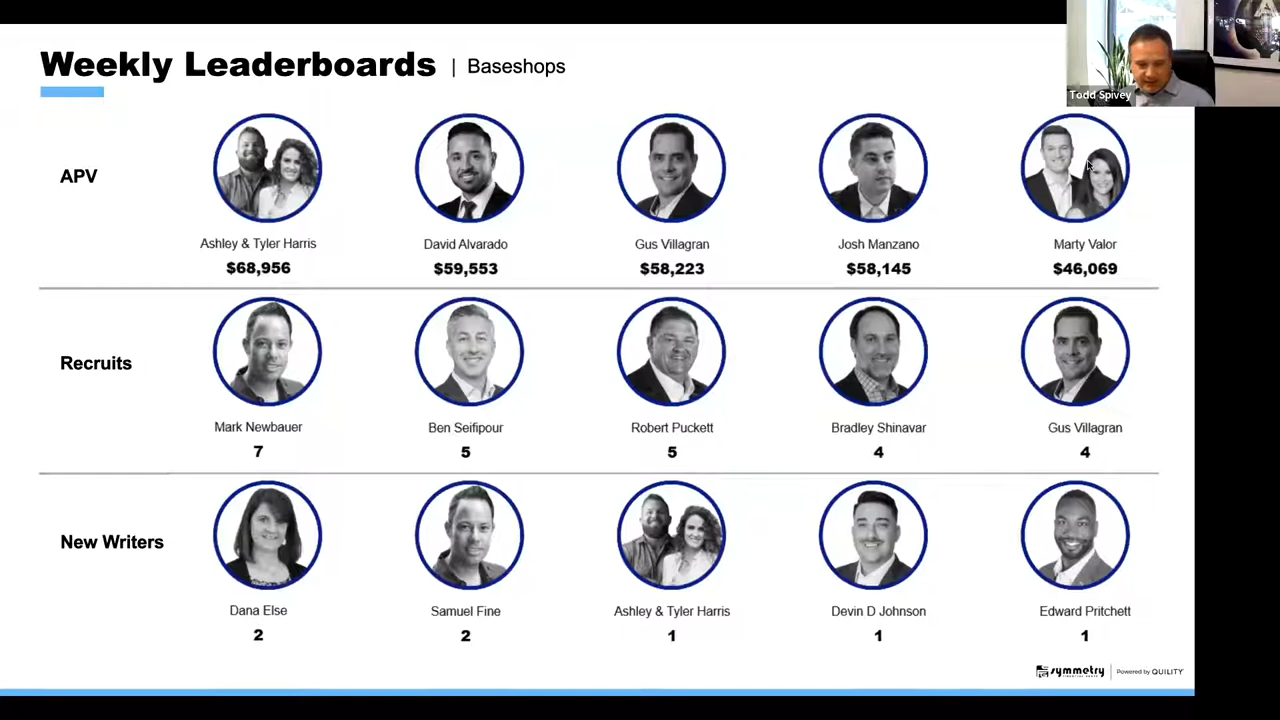 Weekly Leaderboards | Baseshops
Todd Spivey
APV
Ashley & Tyler Harris
$68,956
David Alvarado
$59,553
Gus Villagran
$58,223
Josh Manzano
$58,145
Marty Valor
$46,069
Recruits
Mark Newbauer
7
Ben Seifipour
5
Robert Puckett
5
Bradley Shinavar
4
Gus Villagran
4
New Writers
Dana Else
2
Samuel Fine
2
Ashley & Tyler Harris
1
Devin D Johnson
1
Edward Pritchett
1
symmetry
Powered by QUILITY